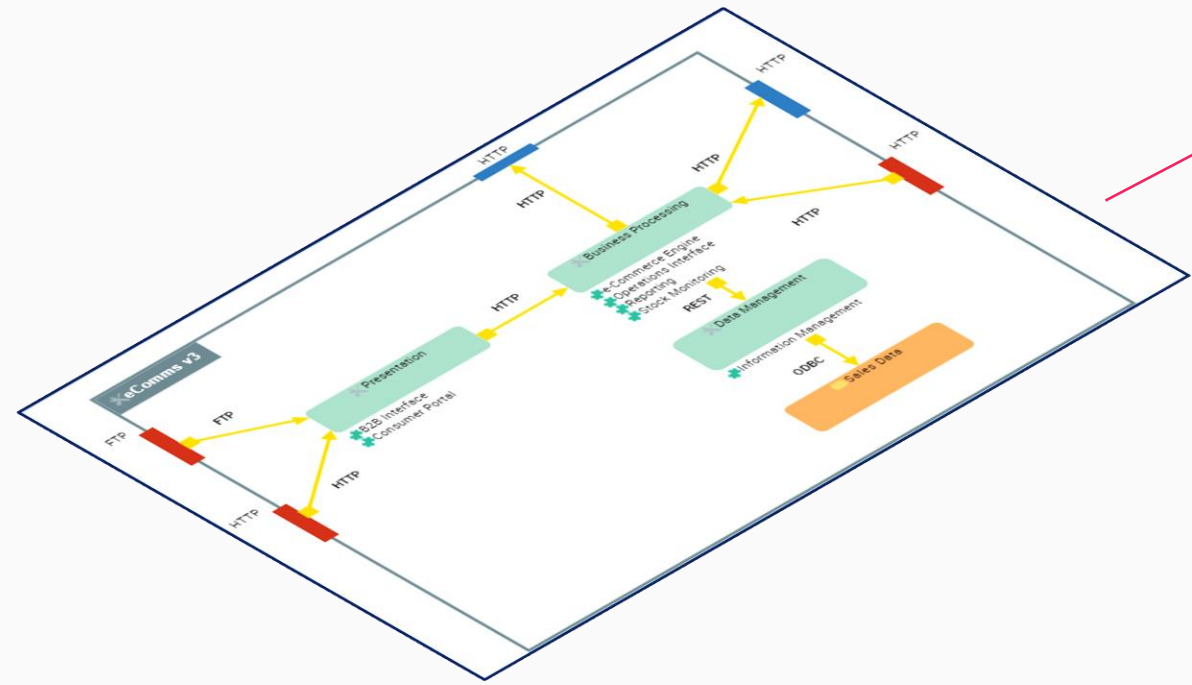 eComms v3
FTP
FTP
HTTP
HTTP
Presentation
B2B Interface
Consumer Portal
HTTP
HTTP
HTTP
Business Processing
e-Commerce Engine
Operations Interface
Reporting
Stock Monitoring
HTTP
HTTP
HTTP
HTTP
REST
Data Management
Information Management
ODBC
Sales Data